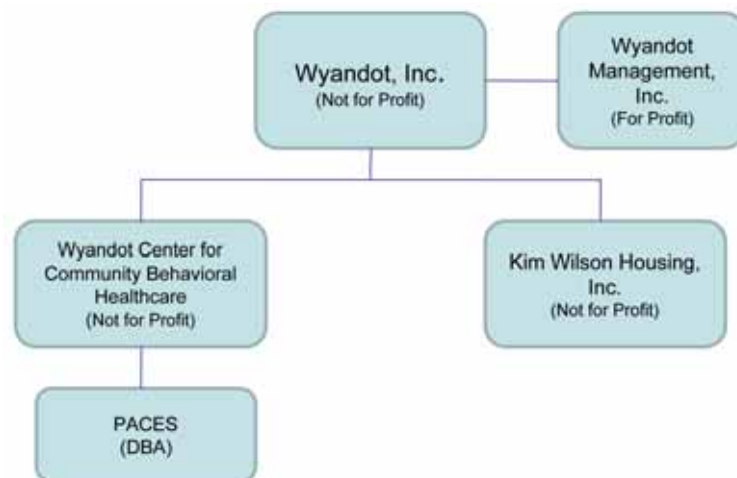 Wyandot, Inc.
(Not for Profit)
Wyandot
Management,
Inc.
(For Profit)
Wyandot Center for
Community Behavioral
Healthcare
(Not for Profit)
Kim Wilson Housing,
Inc.
(Not for Profit)
PACES
(DBA)